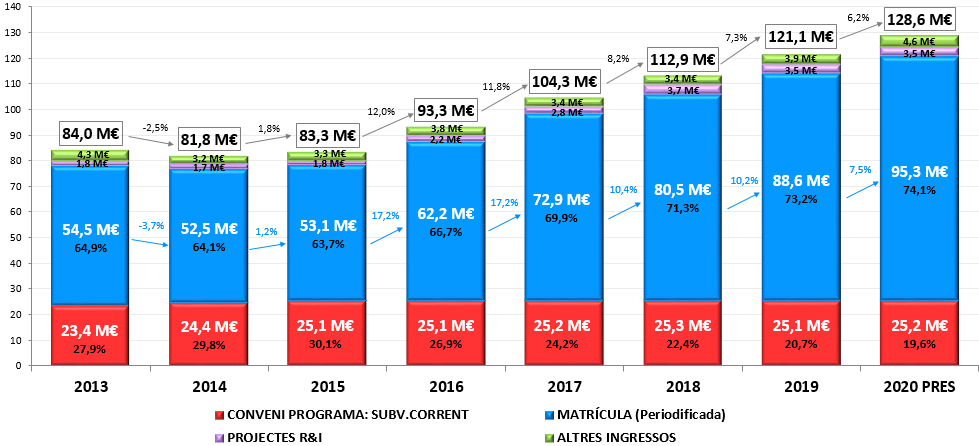 140
130
120
110
100
90
80
70
60
50
40
30
20
10
0
84,0 M€
-2,5%
81,8 M€
1,8%
83,3 M€
12,0%
93,3 M€
11,8%
104,3 M€
8,2%
112,9 M€
7,3%
121,1 M€
6,2%
128,6 M€
4,3 M€
3,2 M€
3,3 M€
3,8 M€
3,4 M€
3,4 M€
3,9 M€
4,6 M€
1,8 M€
1,7 M€
1,8 M€
2,2 M€
2,8 M€
3,7 M€
3,5 M€
3,5 M€
54,5 M€
64,9%
-3,7%
52,5 M€
64,1%
1,2%
53,1 M€
63,7%
17,2%
62,2 M€
66,7%
17,2%
72,9 M€
69,9%
10,4%
80,5 M€
71,3%
10,2%
88,6 M€
73,2%
7,5%
95,3 M€
74,1%
23,4 M€
27,9%
24,4 M€
29,8%
25,1 M€
30,1%
25,1 M€
26,9%
25,2 M€
24,2%
25,3 M€
22,4%
25,1 M€
20,7%
25,2 M€
19,6%
2013
2014
2015
2016
2017
2018
2019
2020 PRES
CONVENI PROGRAMA: SUBV.CORRENT
MATRÍCULA (Periodificada)
PROJECTES R&I
ALTRES INGRESSOS